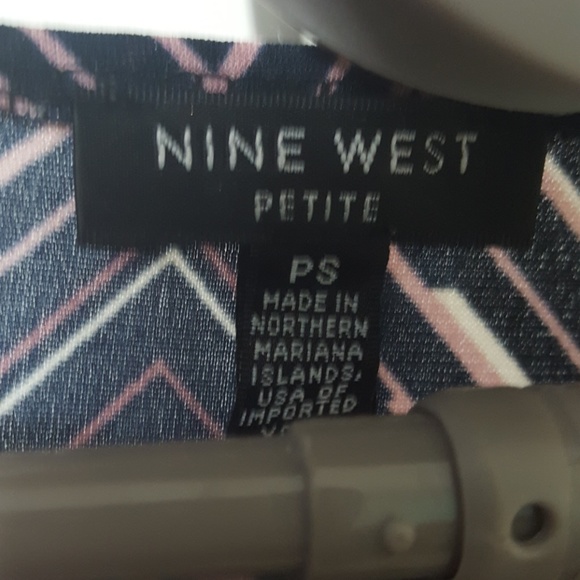 NINE WEST
PETITE
PS
MADE IN
NORTHERN
MARIANA
ISLANDS,
USA, OF
IMPORTED